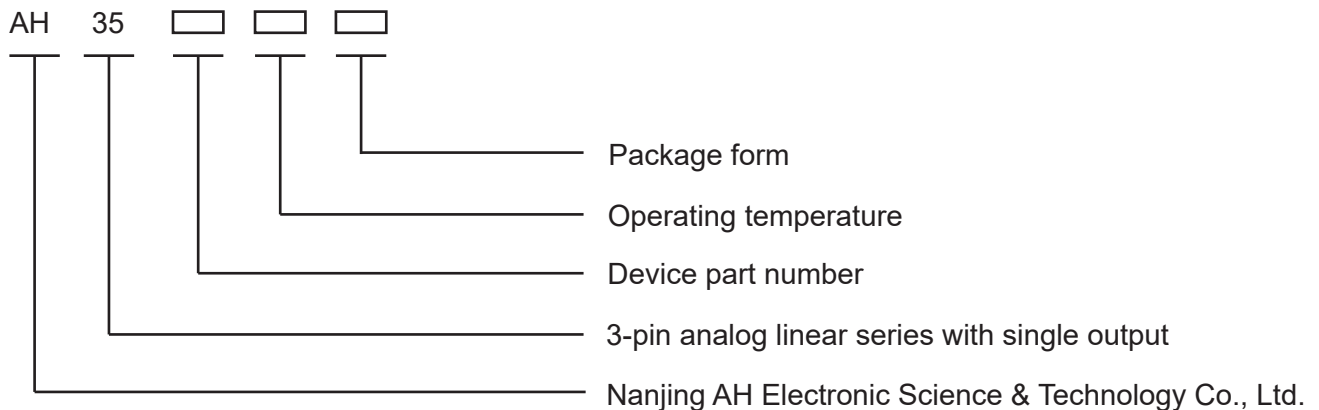 AH 35
Package form
Operating temperature
Device part number
3-pin analog linear series with single output
Nanjing AH Electronic Science & Technology Co., Ltd.